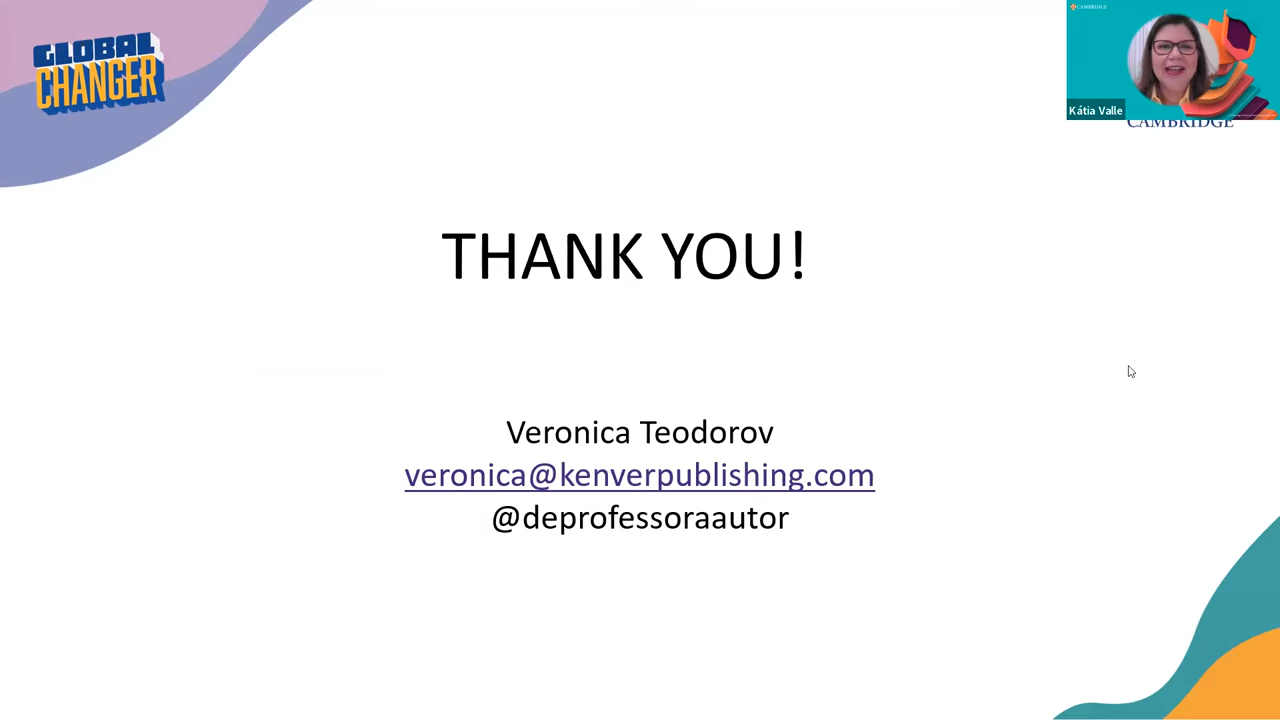 GLOBAL
CHANGER
CAMBRIDGE
Kátia Valle
CAMBRIDGE
THANK YOU!
Veronica Teodorov
veronica@kenverpublishing.com
@deprofessoraautor